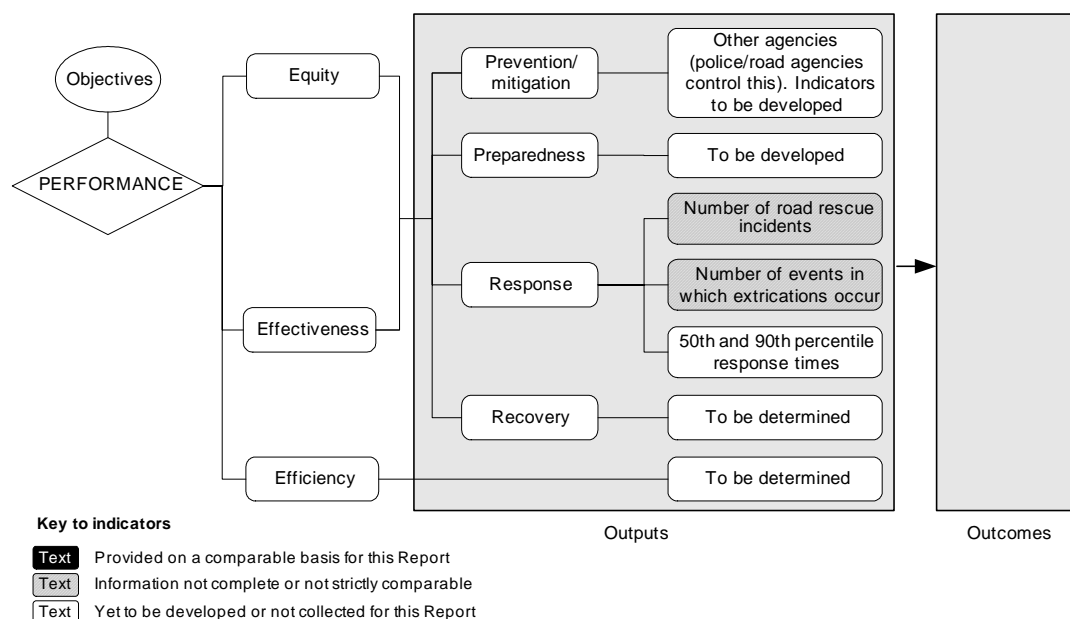 Objectives
PERFORMANCE
Equity
Effectiveness
Efficiency
Prevention/
mitigation
Preparedness
Response
Recovery
Other agencies
(police/road agencies
control this). Indicators
to be developed
To be developed
Number of road rescue
incidents
Number of events in
which extrications occur
50th and 90th percentile
response times
To be determined
To be determined
Outputs
Outcomes
Key to indicators
Text Provided on a comparable basis for this Report
Text Information not complete or not strictly comparable
Text Yet to be developed or not collected for this Report